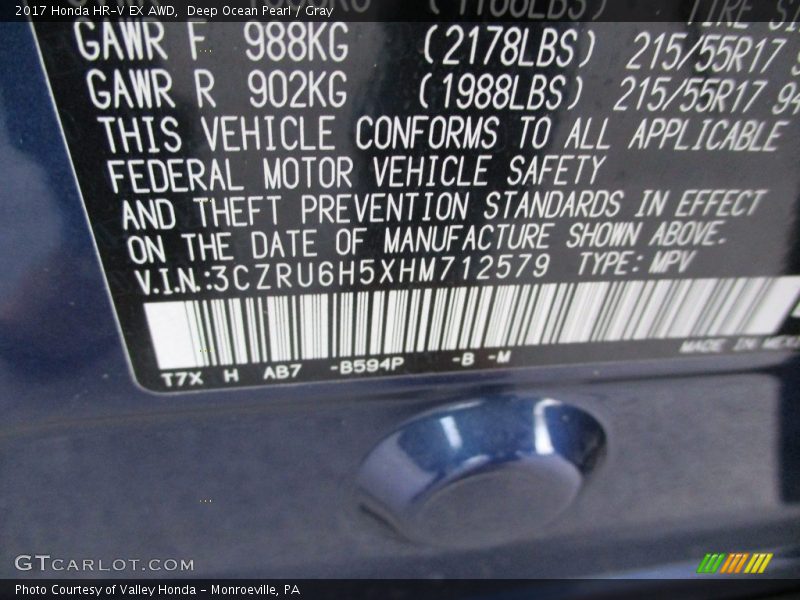 2017 Honda HR-V EX AWD, Deep Ocean Pearl / Gray
GAWR F 988KG (2178LBS) 215/55R17
GAWR R 902KG (1988LBS) 215/55R17 94
THIS VEHICLE CONFORMS TO ALL APPLICABLE
FEDERAL MOTOR VEHICLE SAFETY
AND THEFT PREVENTION STANDARDS IN EFFECT
ON THE DATE OF MANUFACTURE SHOWN ABOVE.
V.I.N.:3CZRU6H5XHM712579 TYPE: MPV
MADE IN
T7X H AB7 -B594P -B -M
GTCARLOT.COM
Photo Courtesy of Valley Honda - Monroeville, PA